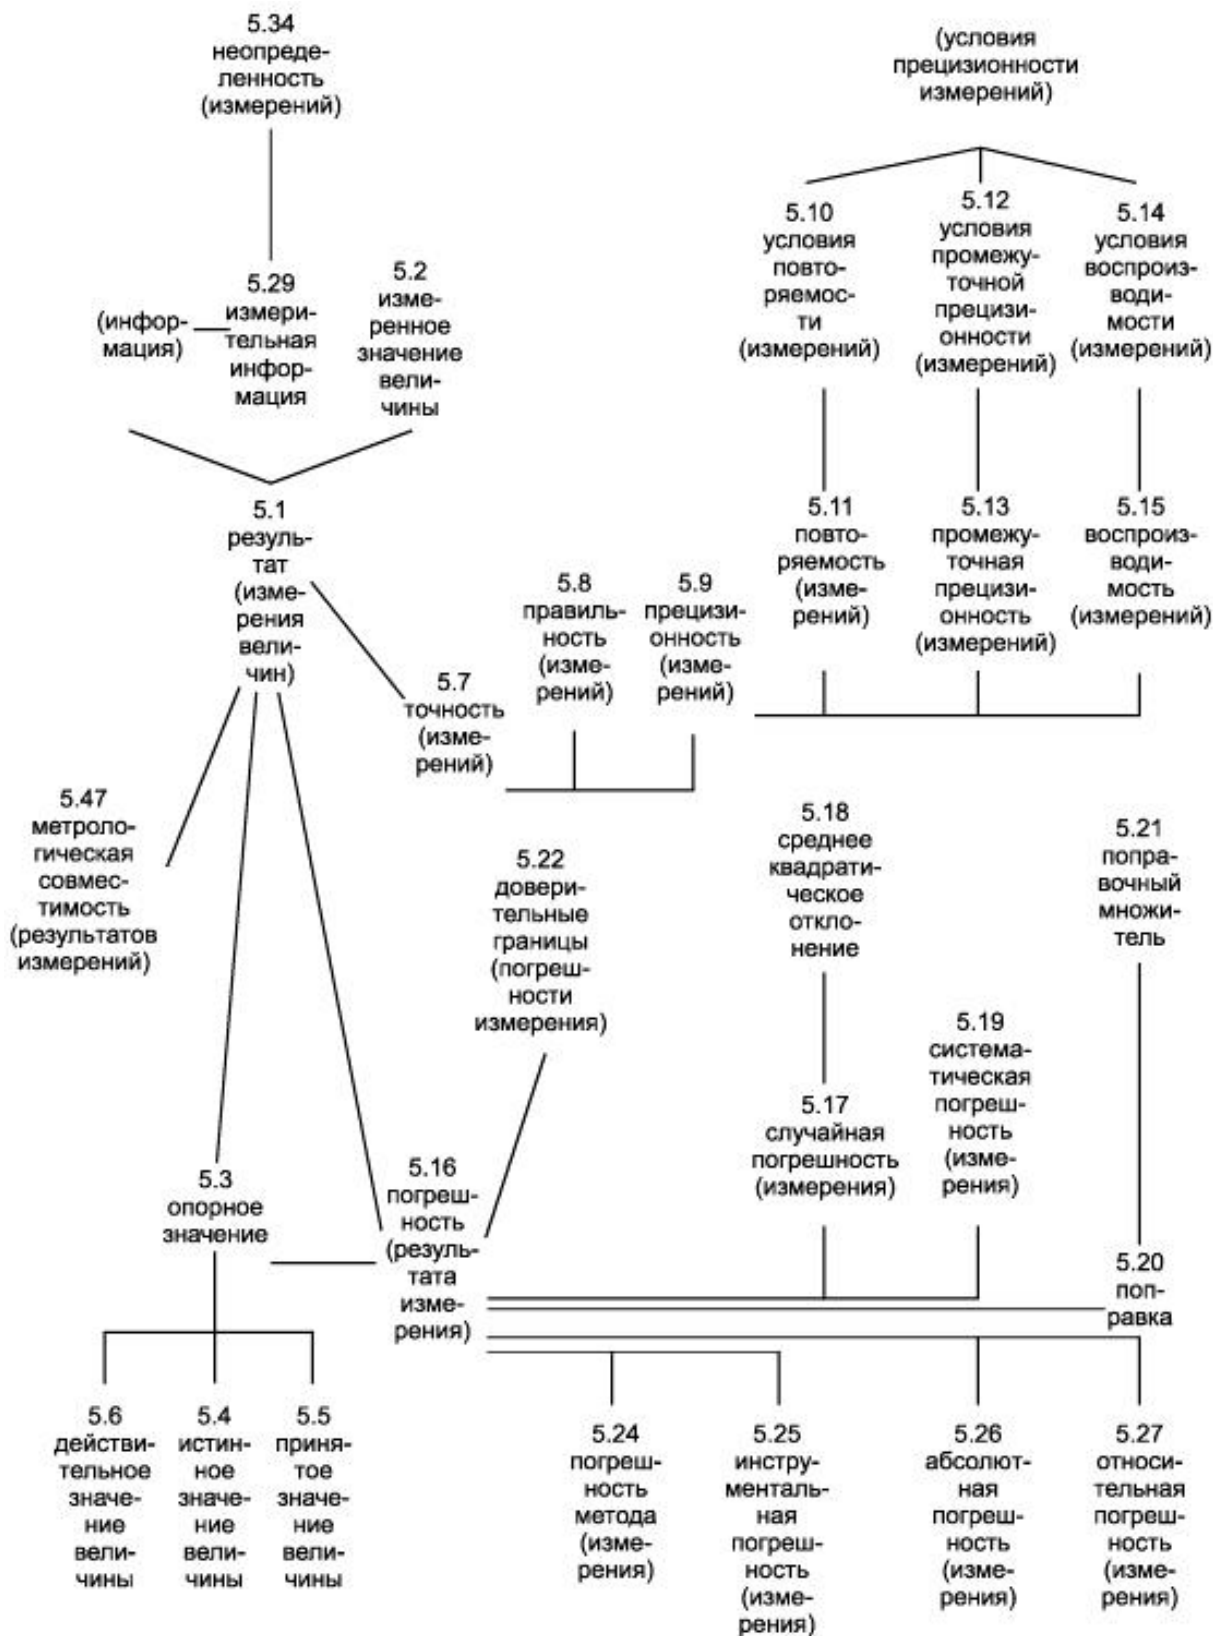 5.34
неопреде-
ленность
(измерений)
(условия
прецизионности
измерений)
(инфор-
мация)
5.29
измери-
тельная
инфор-
мация
5.2
изме-
ренное
значение
вели-
чины
5.10
условия
повто-
ряемос-
ти
(измерений)
5.12
условия
промежу-
точной
прецизи-
онности
(измерений)
5.14
условия
воспроиз-
води-
мости
(измерений)
5.1
резуль-
тат
(изме-
рения
вели-
чин)
5.7
точность
(изме-
рений)
5.8
правиль-
ность
(изме-
рений)
5.9
прецизи-
онность
(изме-
рений)
5.11
повто-
ряемость
(изме-
рений)
5.13
промежу-
точная
прецизи-
онность
(измерений)
5.15
воспроиз-
води-
мость
(измерений)
5.47
метроло-
гическая
совмес-
тимость
(результатов
измерений)
5.22
довери-
тельные
границы
(погреш-
ности
измерения)
5.18
среднее
квадрати-
ческое
откло-
нение
5.21
попра-
вочный
множи-
тель
5.3
опорное
значение
5.16
погреш-
ность
(резуль-
тата
изме-
рения)
5.17
случайная
погрешность
(измерения)
5.19
система-
тическая
погреш-
ность
(изме-
рения)
5.20
поп-
равка
5.6
действи-
тельное
значе-
ние
вели-
чины
5.4
истин-
ное
значе-
ние
вели-
чины
5.5
приня-
тое
значе-
ние
вели-
чины
5.24
погреш-
ность
метода
(изме-
рения)
5.25
инстру-
менталь-
ная
погреш-
ность
(изме-
рения)
5.26
абсолют-
ная
погреш-
ность
(изме-
рения)
5.27
относи-
тельная
погреш-
ность
(изме-
рения)